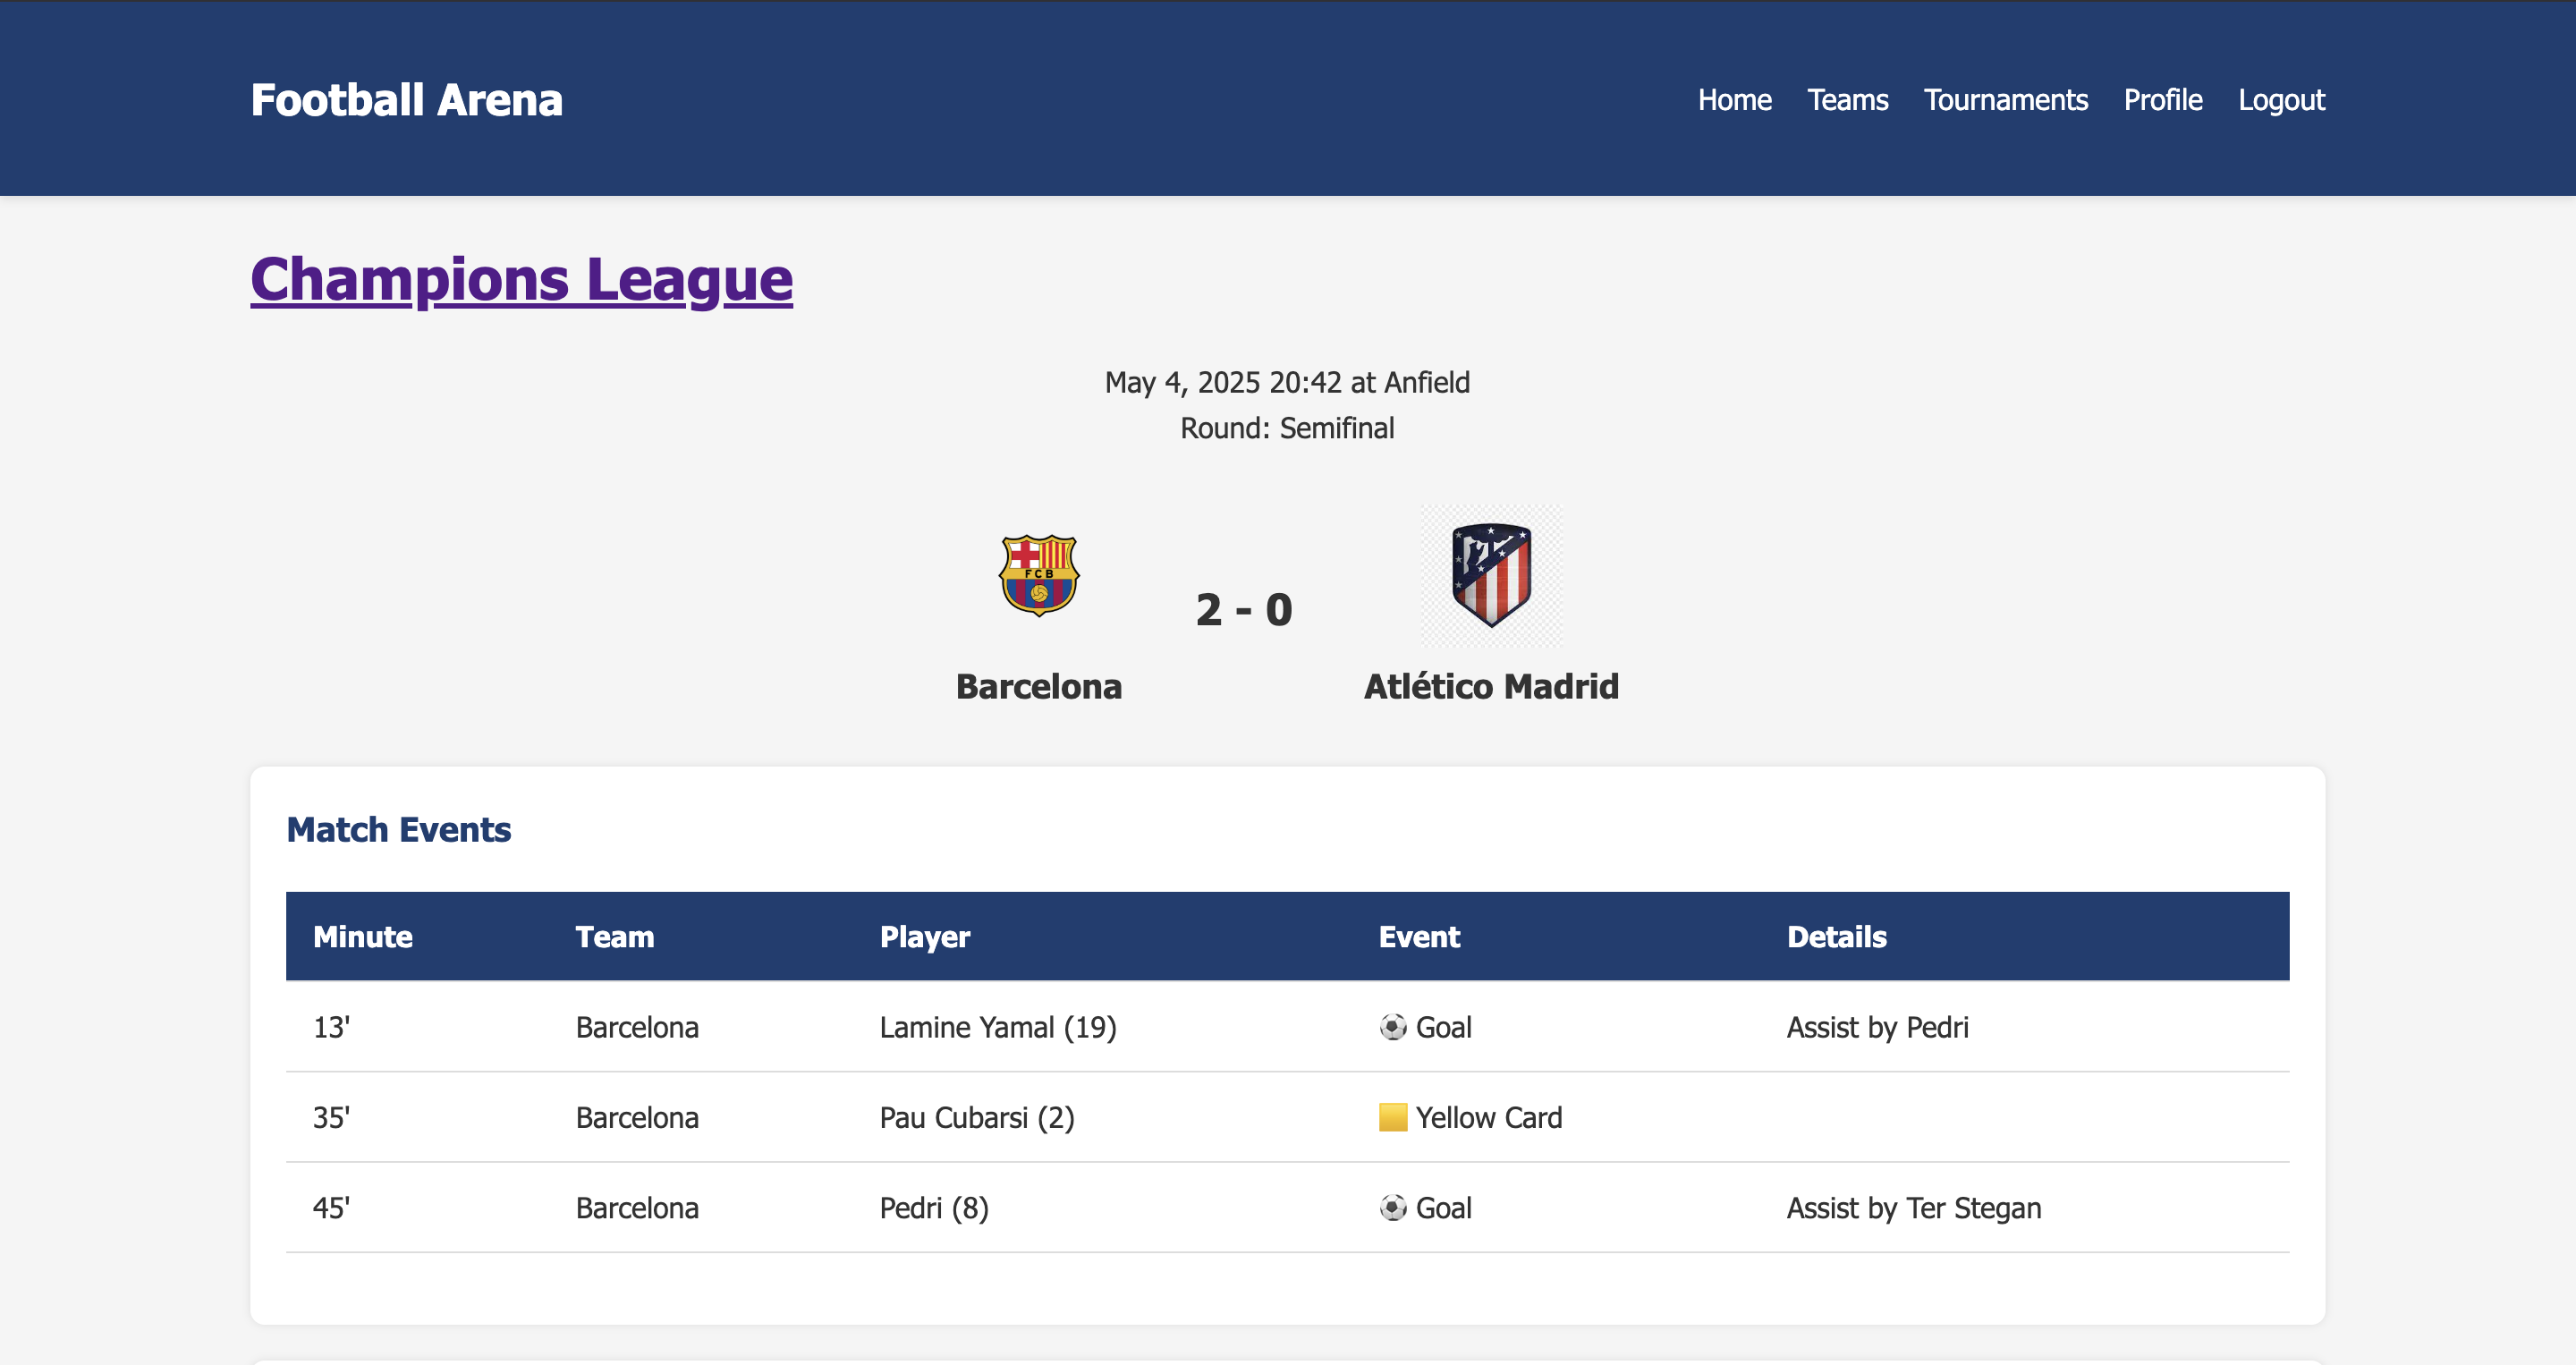 Football Arena
Home Teams Tournaments Profile Logout
Champions League
May 4, 2025 20:42 at Anfield
Round: Semifinal
FCB
2 - 0
Barcelona
Atlético Madrid
Match Events
Minute Team Player Event Details
13' Barcelona Lamine Yamal (19) Goal Assist by Pedri
35' Barcelona Pau Cubarsi (2) Yellow Card
45' Barcelona Pedri (8) Goal Assist by Ter Stegan